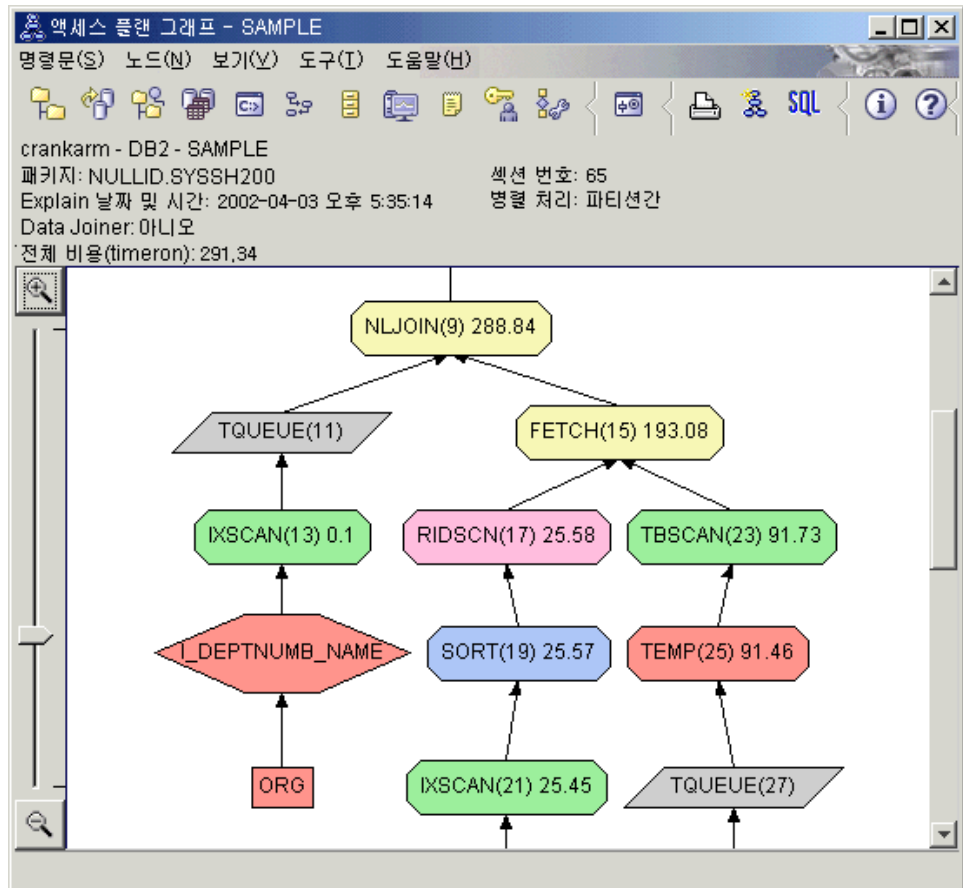 액세스 플랜 그래프 - SAMPLE
명령문(S) 노드(N) 보기(V) 도구(I) 도움말(H)
C:> SQL i ?
crankarm - DB2 - SAMPLE
패키지: NULLID.SYSSH200 섹션 번호: 65
Explain 날짜 및 시간: 2002-04-03 오후 5:35:14 병렬 처리: 파티션간
Data Joiner: 아니오
전체 비용(timeron): 291,34
NLJOIN(9) 288.84
TQUEUE(11) FETCH(15) 193.08
IXSCAN(13) 0.1 RIDSCN(17) 25.58 TBSCAN(23) 91.73
I_DEPTNUMB_NAME SORT(19) 25.57 TEMP(25) 91.46
ORG IXSCAN(21) 25.45 TQUEUE(27)